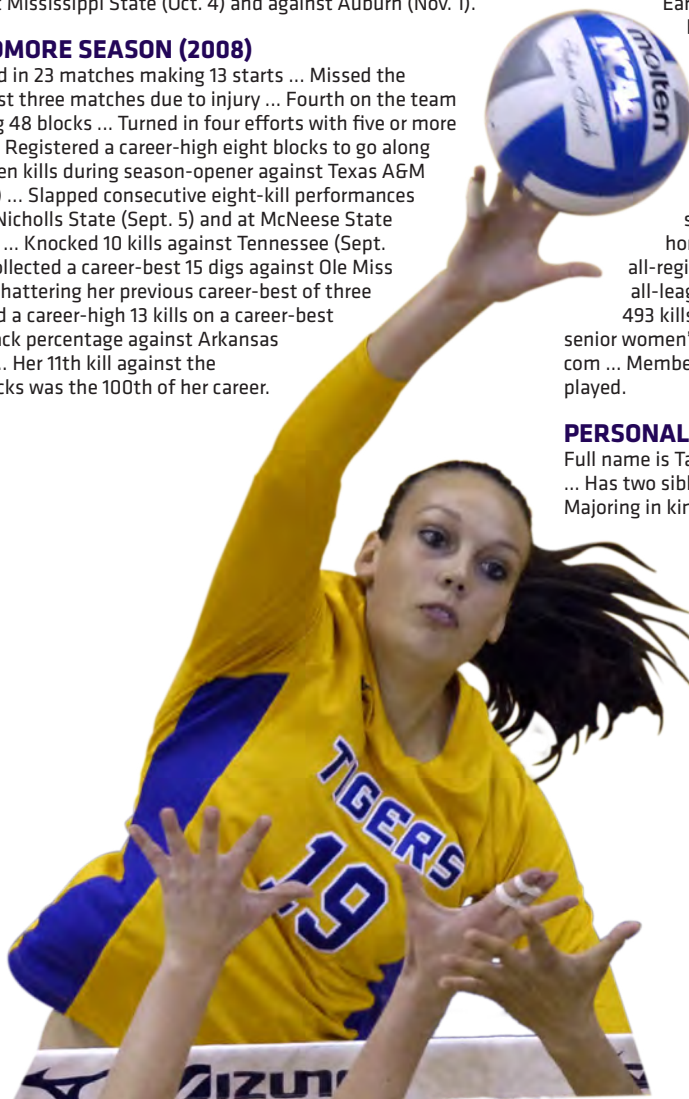 t Mississippi State (Oct. 4) and against Auburn (Nov. 1).
OMORE SEASON (2008)
d in 23 matches making 13 starts ... Missed the
st three matches due to injury ... Fourth on the team
g 48 blocks ... Turned in four efforts with five or more
Registered a career-high eight blocks to go along
en kills during season-opener against Texas A&M
) ... Slapped consecutive eight-kill performances
Nicholls State (Sept. 5) and at McNeese State
... Knocked 10 kills against Tennessee (Sept.
ollected a career-best 15 digs against Ole Miss
hattering her previous career-best of three
d a career-high 13 kills on a career-best
ck percentage against Arkansas
.. Her 11th kill against the
cks was the 100th of her career.
Ear
s
hor
all-regi
all-leag
493 kills
senior women'
com ... Membe
played.
PERSONAL
Full name is Ta
... Has two sibl
Majoring in kin
molten
NCAA
Super Touch
TIGERS
19
MIZUNO